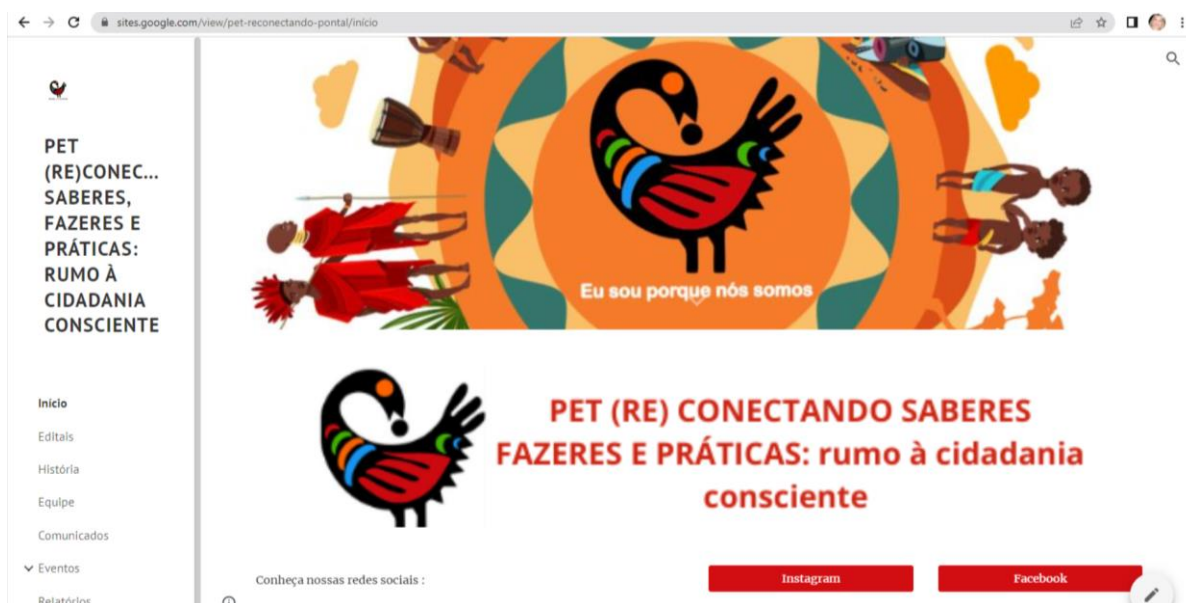 sites.google.com/view/pet-reconectando-pontal/início
PET
(RE)CONEC...
SABERES,
FAZERES E
PRÁTICAS:
RUMO À
CIDADANIA
CONSCIENTE
Início
Editais
História
Equipe
Comunicados
Eventos
Relatórios
Eu sou porque nós somos
PET (RE) CONECTANDO SABERES
FAZERES E PRÁTICAS: rumo à cidadania
consciente
Conheça nossas redes sociais :
Instagram
Facebook